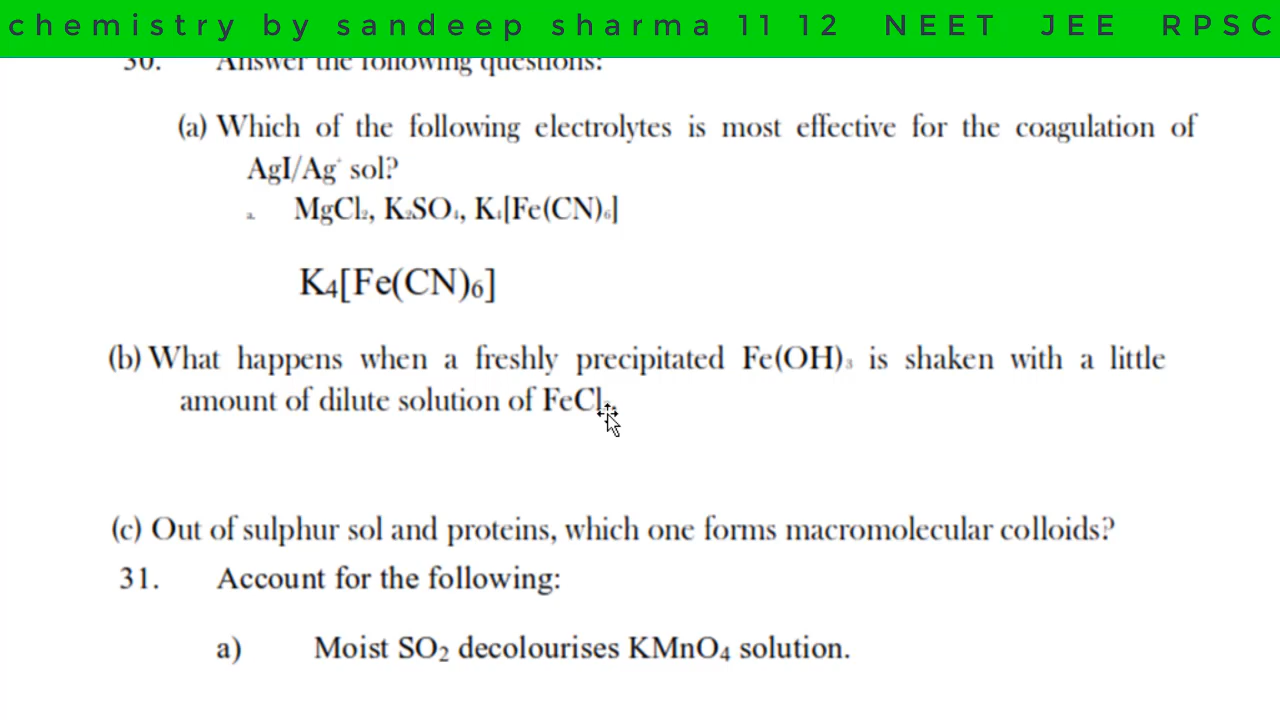 chemistry by sandeep sharma 11 12 NEET JEE RPSC
30. Answer the following questions:
(a) Which of the following electrolytes is most effective for the coagulation of
AgI/Ag⁺ sol?
a. MgCl₂, K₂SO₄, K₄[Fe(CN)₆]
K4[Fe(CN)6]
(b) What happens when a freshly precipitated Fe(OH)₃ is shaken with a little
amount of dilute solution of FeCl
(c) Out of sulphur sol and proteins, which one forms macromolecular colloids?
31. Account for the following:
a) Moist SO₂ decolourises KMnO₄ solution.